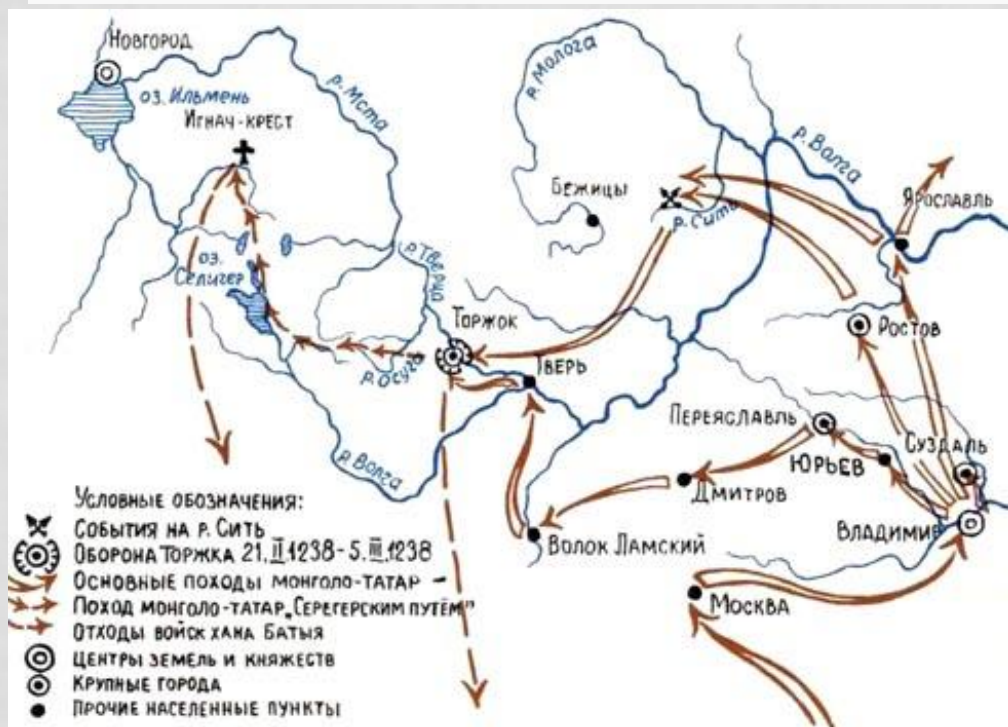 Новгород
оз. Ильмень
Игнач-крест
р. Мста
р. Молога
Бежицы
р. Сить
р. Волга
Ярославль
оз.
Селигер
р. Тверца
Торжок
р. Осуга
Тверь
Ростов
Переяславль
Юрьев
Суздаль
р. Волга
Дмитров
Владимир
Волок Ламский
Москва
Условные обозначения:
События на р. Сить
Оборона Торжка 21.II.1238-5.III.1238
Основные походы монголо-татар –
Поход монголо-татар „Серегерским путём"
Отходы войск хана Батыя
Центры земель и княжеств
Крупные города
Прочие населенные пункты